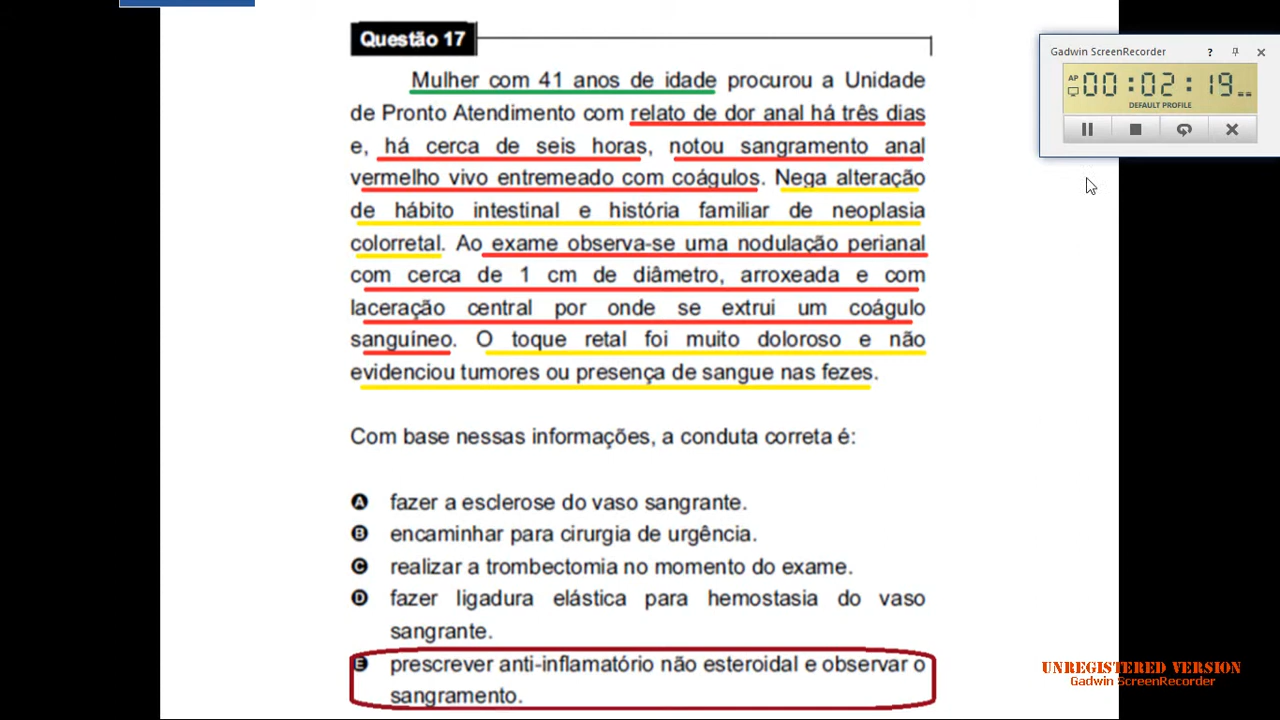 Questão 17
Mulher com 41 anos de idade procurou a Unidade
de Pronto Atendimento com relato de dor anal há três dias
e, há cerca de seis horas, notou sangramento anal
vermelho vivo entremeado com coágulos. Nega alteração
de hábito intestinal e história familiar de neoplasia
colorretal. Ao exame observa-se uma nodulação perianal
com cerca de 1 cm de diâmetro, arroxeada e com
laceração central por onde se extrui um coágulo
sanguíneo. O toque retal foi muito doloroso e não
evidenciou tumores ou presença de sangue nas fezes.
Com base nessas informações, a conduta correta é:
A fazer a esclerose do vaso sangrante.
B encaminhar para cirurgia de urgência.
C realizar a trombectomia no momento do exame.
D fazer ligadura elástica para hemostasia do vaso
sangrante.
E prescrever anti-inflamatório não esteroidal e observar o
sangramento.
Gadwin ScreenRecorder
AP 00:02:19
DEFAULT PROFILE
UNREGISTERED VERSION
Gadwin ScreenRecorder